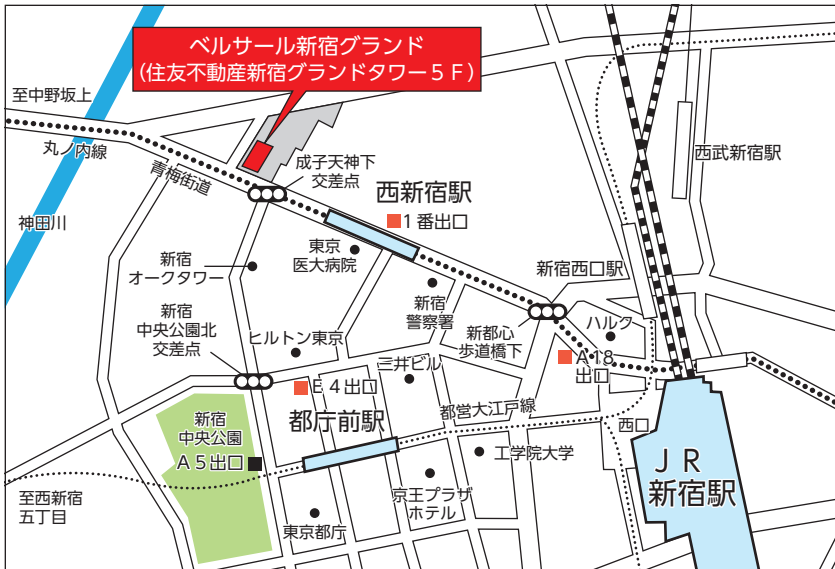 ベルサール新宿グランド
(住友不動産新宿グランドタワー５Ｆ)
至中野坂上
丸ノ内線
青梅街道
神田川
成子天神下
交差点
西新宿駅
1番出口
西武新宿駅
東京
医大病院
新宿
オークタワー
新宿西口駅
新宿
警察署
新宿
中央公園北
交差点
ヒルトン東京
新都心
歩道橋下
ハルク
三井ビル
A18
出口
E４出口
都庁前駅
都営大江戸線
西口
新宿
中央公園
A５出口
工学院大学
ＪＲ
新宿駅
京王プラザ
ホテル
至西新宿
五丁目
東京都庁